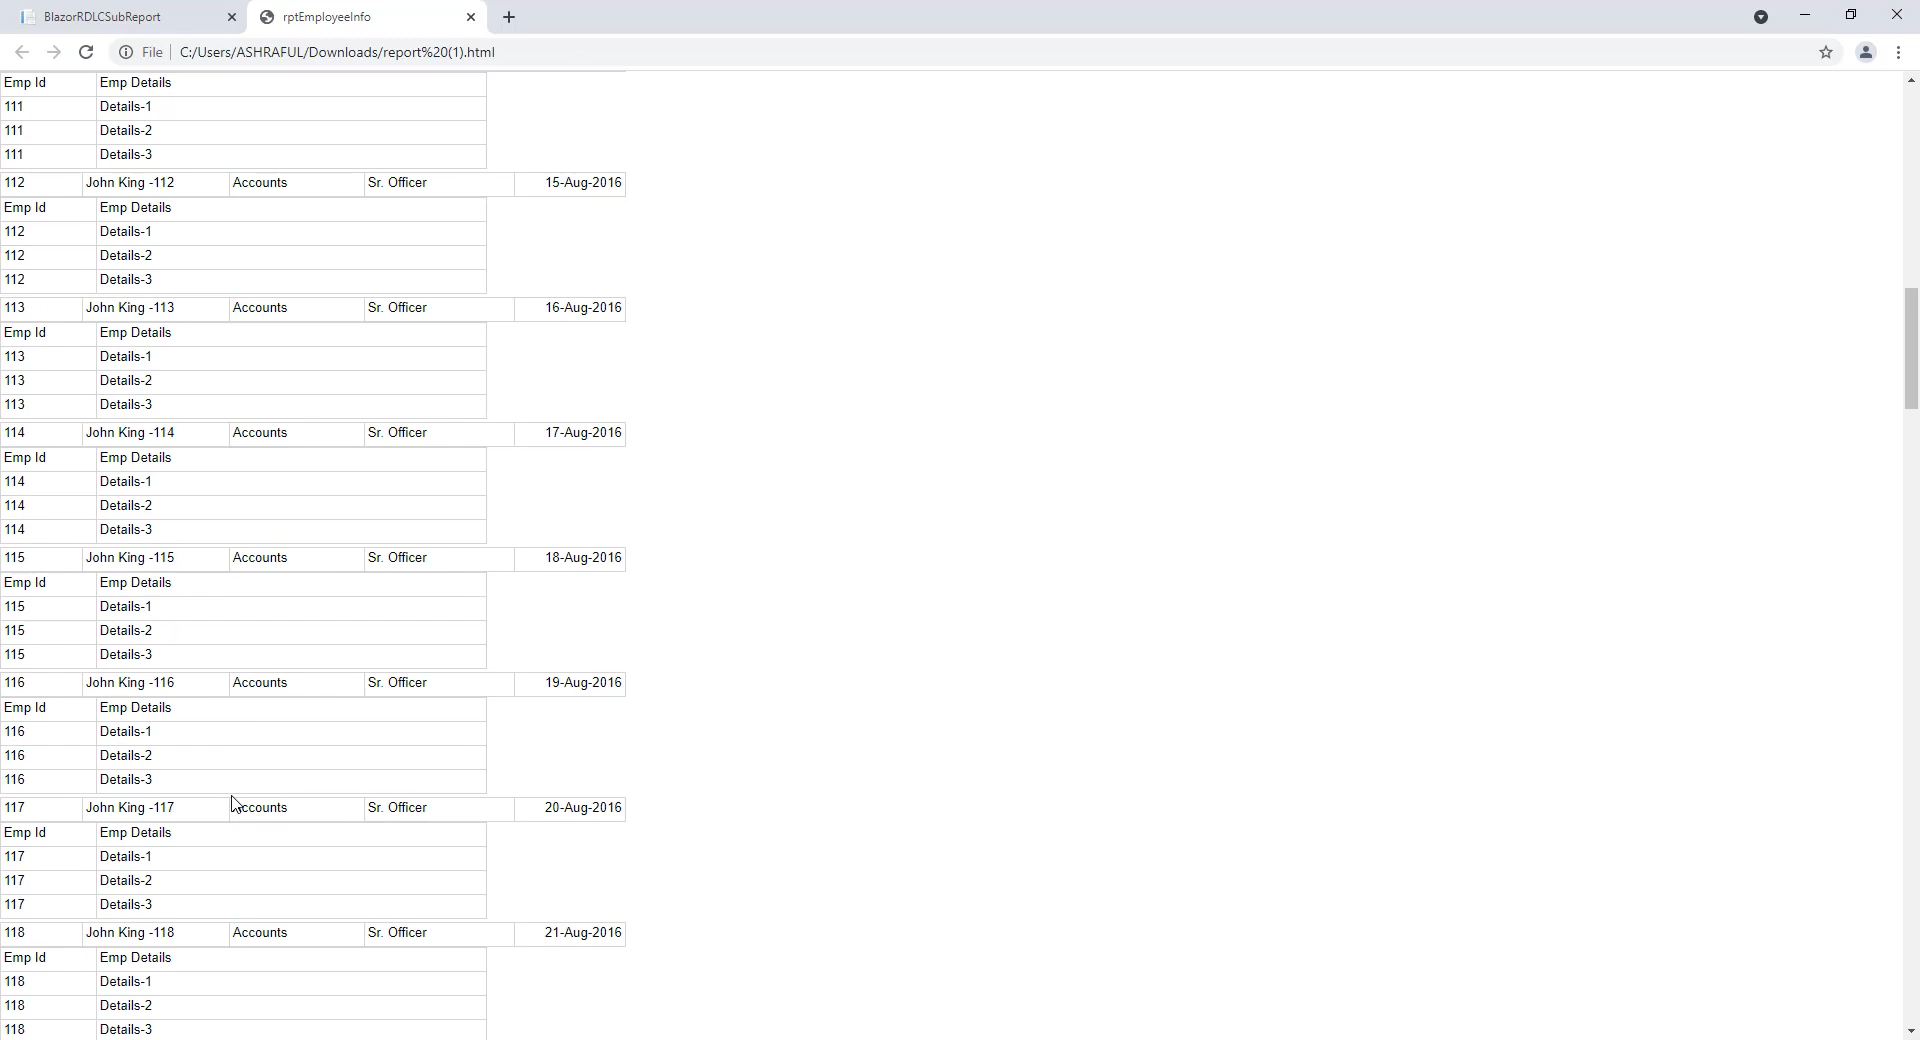 BlazorRDLCSubReport rptEmployeeInfo
File C:/Users/ASHRAFUL/Downloads/report%20(1).html
Emp Id Emp Details
111 Details-1
111 Details-2
111 Details-3
112 John King -112 Accounts Sr. Officer 15-Aug-2016
Emp Id Emp Details
112 Details-1
112 Details-2
112 Details-3
113 John King -113 Accounts Sr. Officer 16-Aug-2016
Emp Id Emp Details
113 Details-1
113 Details-2
113 Details-3
114 John King -114 Accounts Sr. Officer 17-Aug-2016
Emp Id Emp Details
114 Details-1
114 Details-2
114 Details-3
115 John King -115 Accounts Sr. Officer 18-Aug-2016
Emp Id Emp Details
115 Details-1
115 Details-2
115 Details-3
116 John King -116 Accounts Sr. Officer 19-Aug-2016
Emp Id Emp Details
116 Details-1
116 Details-2
116 Details-3
117 John King -117 Accounts Sr. Officer 20-Aug-2016
Emp Id Emp Details
117 Details-1
117 Details-2
117 Details-3
118 John King -118 Accounts Sr. Officer 21-Aug-2016
Emp Id Emp Details
118 Details-1
118 Details-2
118 Details-3